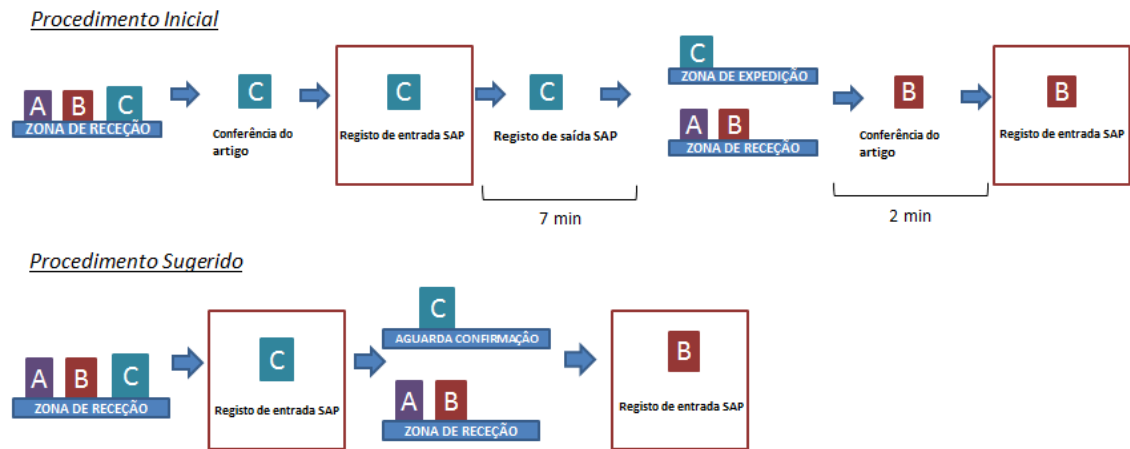 Procedimento Inicial
A B C
ZONA DE RECEÇÃO
C
Conferência do
artigo
C
Registo de entrada SAP
C
Registo de saída SAP
C
ZONA DE EXPEDIÇÃO
A B
ZONA DE RECEÇÃO
B
Conferência do
artigo
B
Registo de entrada SAP
7 min
2 min
Procedimento Sugerido
A B C
ZONA DE RECEÇÃO
C
Registo de entrada SAP
C
AGUARDA CONFIRMAÇÃO
A B
ZONA DE RECEÇÃO
B
Registo de entrada SAP